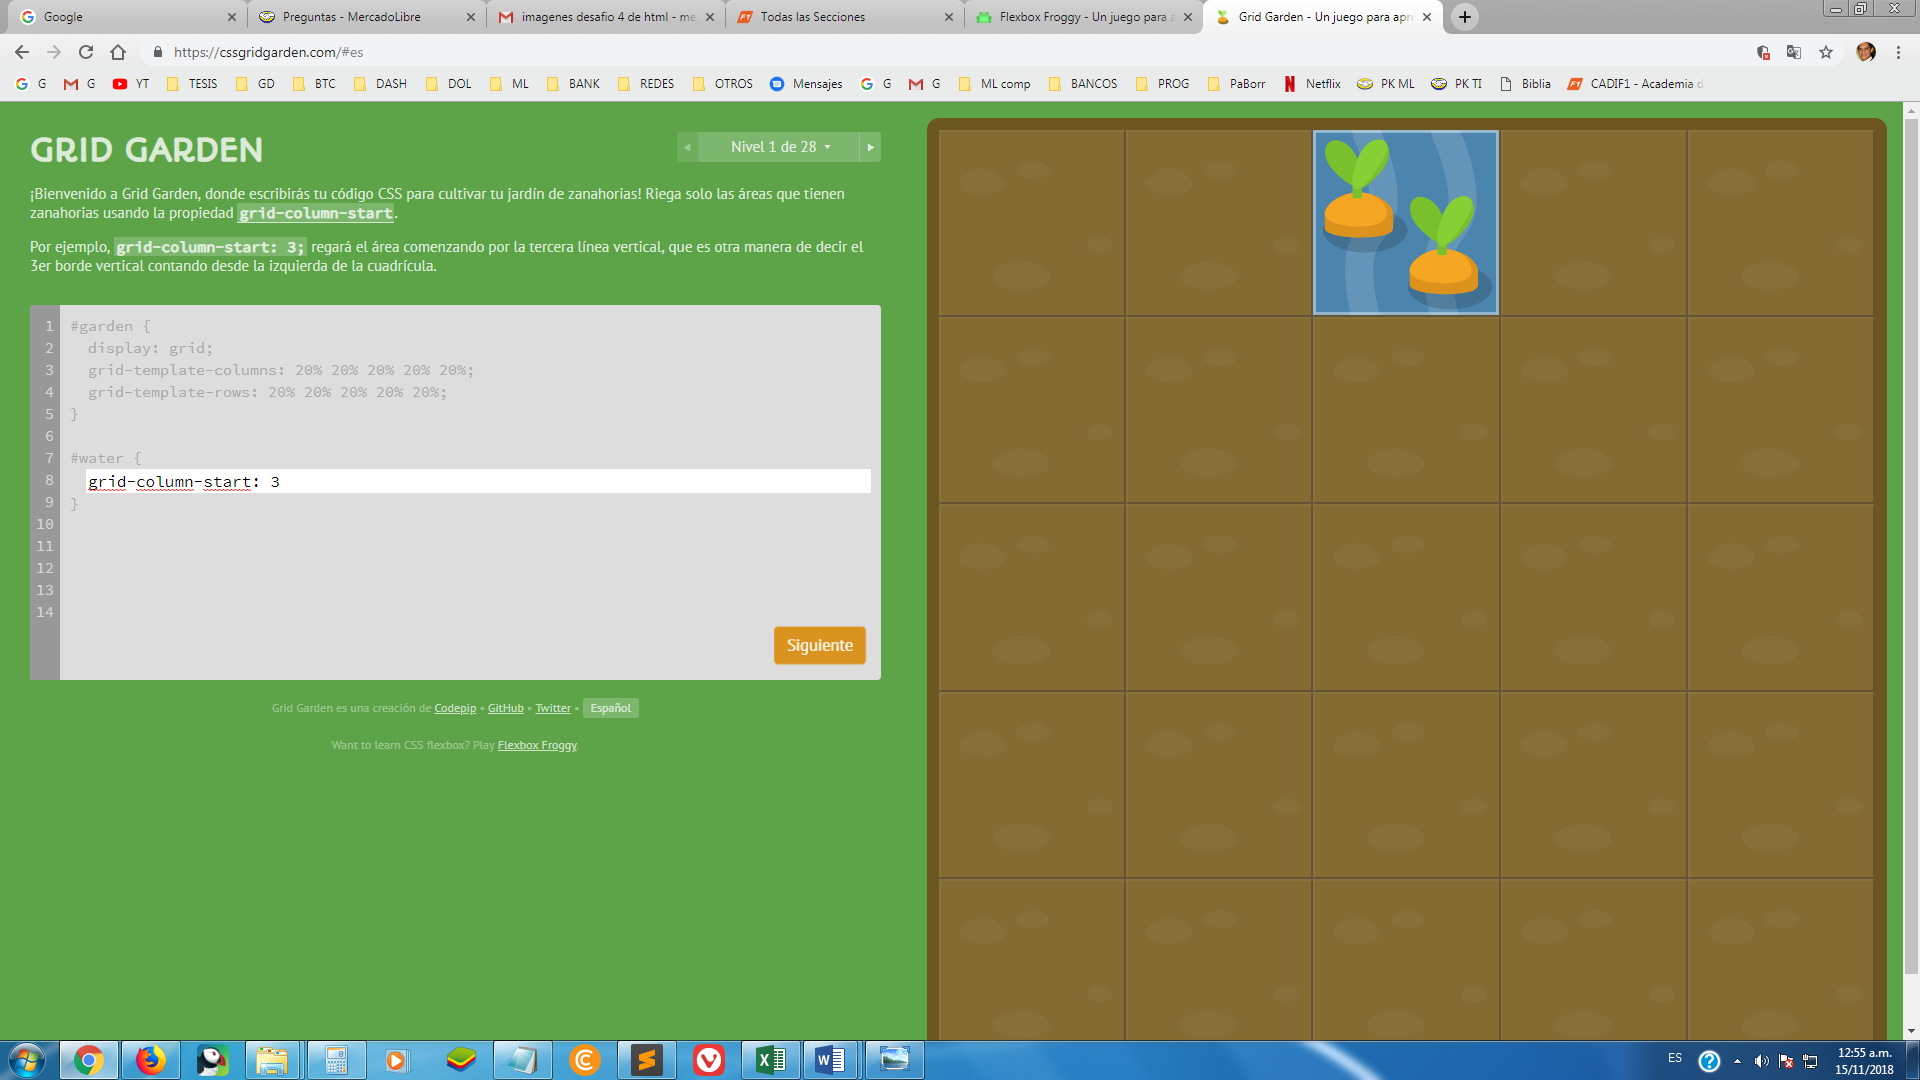 Google
Preguntas - MercadoLibre
imagenes desafio 4 de html - me
Todas las Secciones
Flexbox Froggy - Un juego para a
Grid Garden - Un juego para apre
https://cssgridgarden.com/#es
G G YT TESIS GD BTC DASH DOL ML BANK REDES OTROS Mensajes G G ML comp BANCOS PROG PaBorr Netflix PK ML PK TI Biblia CADIF1 - Academia d
GRID GARDEN
Nivel 1 de 28
¡Bienvenido a Grid Garden, donde escribirás tu código CSS para cultivar tu jardín de zanahorias! Riega solo las áreas que tienen
zanahorias usando la propiedad grid-column-start.
Por ejemplo, grid-column-start: 3; regará el área comenzando por la tercera línea vertical, que es otra manera de decir el
3er borde vertical contando desde la izquierda de la cuadrícula.
1 #garden {
2 display: grid;
3 grid-template-columns: 20% 20% 20% 20% 20%;
4 grid-template-rows: 20% 20% 20% 20% 20%;
5 }
6
7 #water {
8 grid-column-start: 3
9 }
10
11
12
13
14
Siguiente
Grid Garden es una creación de Codepip • GitHub • Twitter • Español
Want to learn CSS flexbox? Play Flexbox Froggy.
ES
12:55 a.m.
15/11/2018